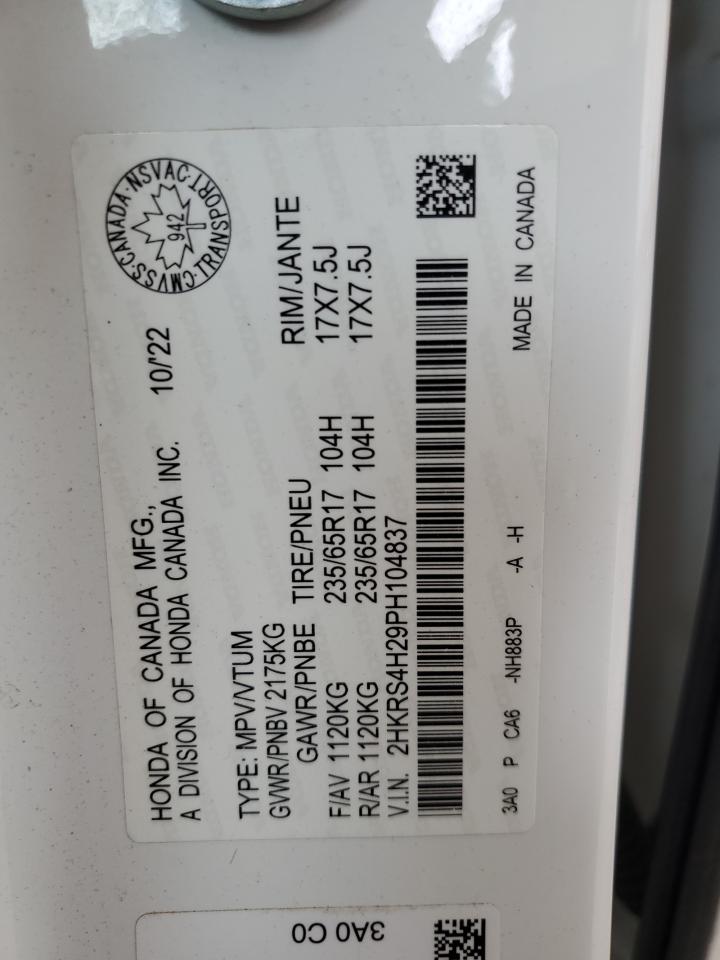 HONDA OF CANADA MFG.,
A DIVISION OF HONDA CANADA INC. 10/'22
CMVSS·CANADA·NSVAC·TRANSPORT·
942
TYPE: MPV/VTUM
GVWR/PNBV 2175KG
GAWR/PNBE TIRE/PNEU RIM/JANTE
F/AV 1120KG 235/65R17 104H 17X7.5J
R/AR 1120KG 235/65R17 104H 17X7.5J
V.I.N. 2HKRS4H29PH104837
3A0 P CA6 -NH883P -A -H MADE IN CANADA
3A0 C0